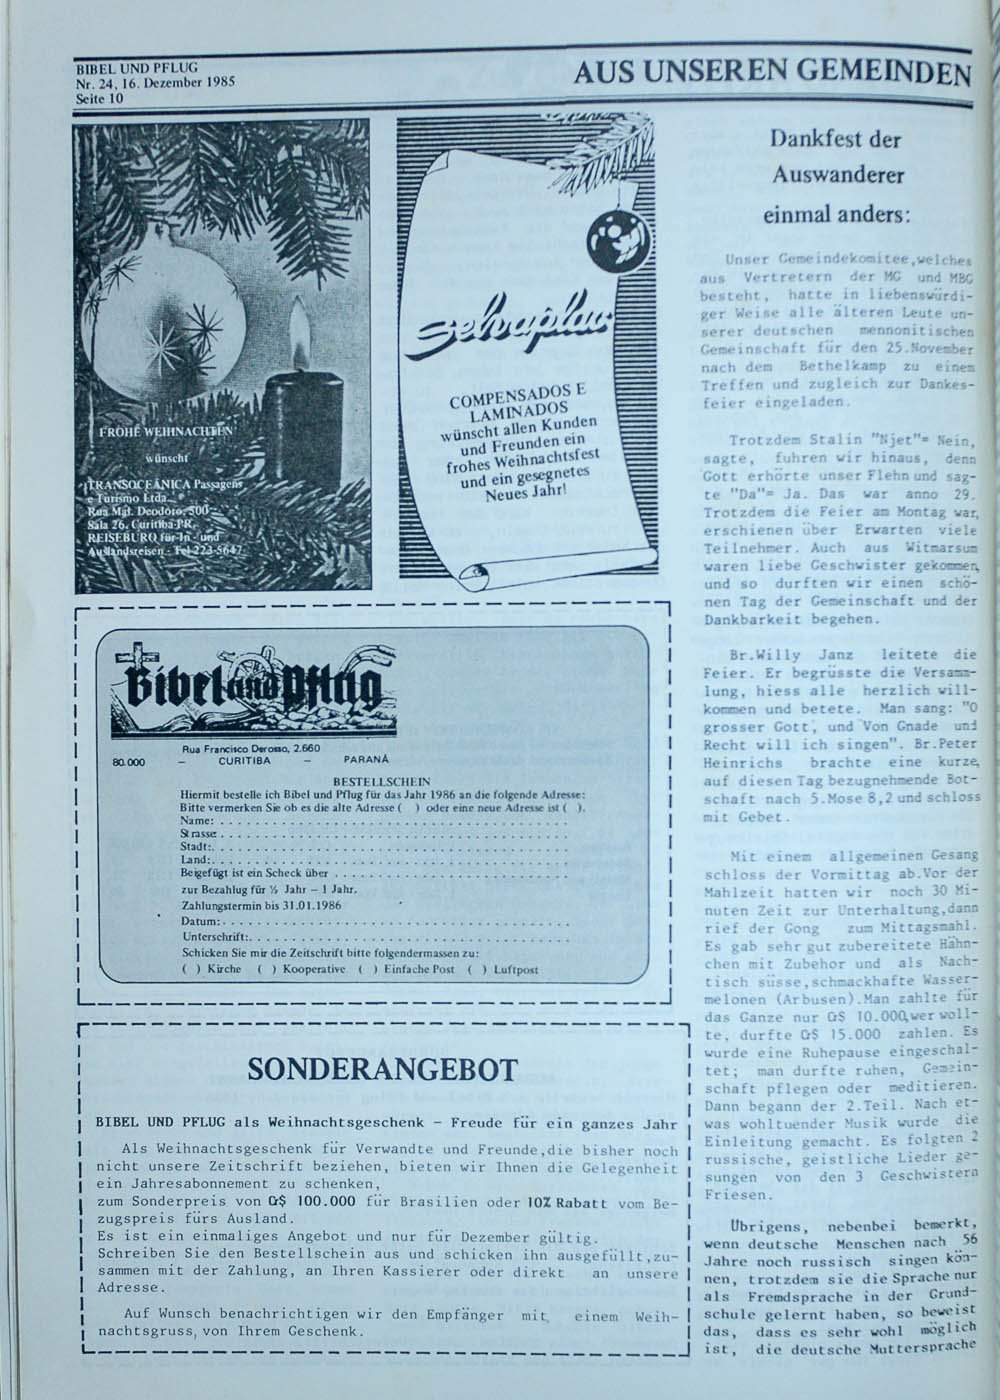 BIBEL UND PFLUG
Nr. 24, 16. Dezember 1985
Seite 10
AUS UNSEREN GEMEINDEN
FROHE WEIHNACHTEN
wünscht
TRANSOCEÂNICA Passagens
e Turismo Ltda.
Rua Mal. Deodoro, 500
Sala 26. Curitiba-PR.
REISEBÜRO für In - und
Auslandsreisen - Tel 223-5647
selvaplac
COMPENSADOS E
LAMINADOS
wünscht allen Kunden
und Freunden ein
frohes Weihnachtsfest
und ein gesegnetes
Neues Jahr!
Bibel und Pflug
Rua Francisco Derosso, 2.660
80.000 – CURITIBA – PARANÁ
BESTELLSCHEIN
Hiermit bestelle ich Bibel und Pflug für das Jahr 1986 an die folgende Adresse:
Bitte vermerken Sie ob es die alte Adresse ( ) oder eine neue Adresse ist ( ).
Name:
Strasse:
Stadt:
Land:
Beigefügt ist ein Scheck über
zur Bezahlug für ½ Jahr – 1 Jahr.
Zahlungstermin bis 31.01.1986
Datum:
Unterschrift:
Schicken Sie mir die Zeitschrift bitte folgendermassen zu:
( ) Kirche ( ) Kooperative ( ) Einfache Post ( ) Luftpost
SONDERANGEBOT
BIBEL UND PFLUG als Weihnachtsgeschenk – Freude für ein ganzes Jahr
Als Weihnachtsgeschenk für Verwandte und Freunde,die bisher noch
nicht unsere Zeitschrift beziehen, bieten wir Ihnen die Gelegenheit
ein Jahresabonnement zu schenken,
zum Sonderpreis von Cr$ 100.000 für Brasilien oder 10% Rabatt vom Be-
zugspreis fürs Ausland.
Es ist ein einmaliges Angebot und nur für Dezember gültig.
Schreiben Sie den Bestellschein aus und schicken ihn ausgefüllt,zu-
sammen mit der Zahlung, an Ihren Kassierer oder direkt an unsere
Adresse.
Auf Wunsch benachrichtigen wir den Empfänger mit, einem Weih-
nachtsgruss, von Ihrem Geschenk.
Dankfest der
Auswanderer
einmal anders:
Unser Gemeindekomitee,welches
aus Vertretern der MG und MBG
besteht, hatte in liebenswürdi-
ger Weise alle älteren Leute un-
serer deutschen mennonitischen
Gemeinschaft für den 25.November
nach dem Bethelkamp zu einem
Treffen und zugleich zur Dankes-
feier eingeladen.
Trotzdem Stalin "Njet"= Nein,
sagte, fuhren wir hinaus, denn
Gott erhörte unser Flehn und sag-
te "Da"= Ja. Das war anno 29.
Trotzdem die Feier am Montag war,
erschienen über Erwarten viele
Teilnehmer. Auch aus Witmarsum
waren liebe Geschwister gekommen,
und so durften wir einen schö-
nen Tag der Gemeinschaft und der
Dankbarkeit begehen.
Br.Willy Janz leitete die
Feier. Er begrüsste die Versamm-
lung, hiess alle herzlich will-
kommen und betete. Man sang: "O
grosser Gott, und Von Gnade und
Recht will ich singen". Br.Peter
Heinrichs brachte eine kurze,
auf diesen Tag bezugnehmende Bot-
schaft nach 5.Mose 8,2 und schloss
mit Gebet.
Mit einem allgemeinen Gesang
schloss der Vormittag ab.Vor der
Mahlzeit hatten wir noch 30 Mi-
nuten Zeit zur Unterhaltung,dann
rief der Gong zum Mittagsmahl.
Es gab sehr gut zubereitete Hähn-
chen mit Zubehor und als Nach-
tisch süsse,schmackhafte Wasser-
melonen (Arbusen).Man zahlte für
das Ganze nur Cr$ 10.000,wer woll-
te, durfte Cr$ 15.000 zahlen. Es
wurde eine Ruhepause eingeschal-
tet; man durfte ruhen, Gemein-
schaft pflegen oder meditieren.
Dann begann der 2.Teil. Nach et-
was wohltuender Musik wurde die
Einleitung gemacht. Es folgten 2
russische, geistliche Lieder ge-
sungen von den 3 Geschwistern
Friesen.
Übrigens, nebenbei bemerkt,
wenn deutsche Menschen nach 56
Jahre noch russisch singen kön-
nen, trotzdem sie die Sprache nur
als Fremdsprache in der Grund-
schule gelernt haben, so beweist
das, dass es sehr wohl möglich
ist, die deutsche Muttersprache